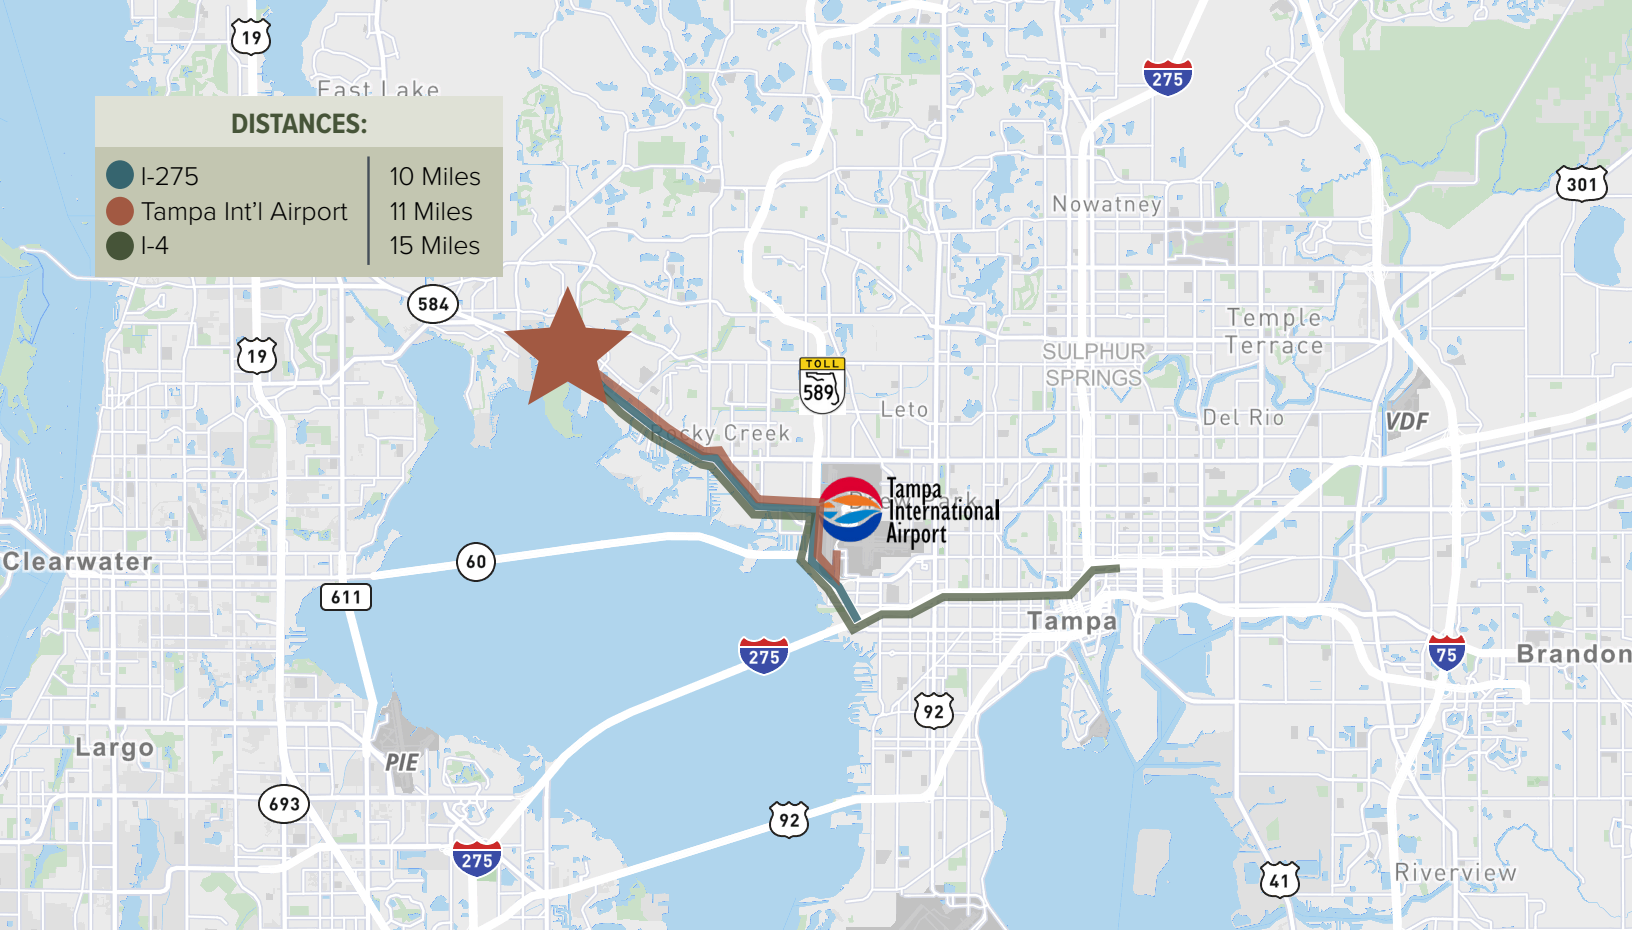 19
275
East Lake
DISTANCES:
I-275 10 Miles
Tampa Int'l Airport 11 Miles
I-4 15 Miles
301
Nowatney
584
19
Temple
Terrace
SULPHUR
SPRINGS
TOLL
589
Leto
Del Rio
VDF
Rocky Creek
Tampa
International
Airport
Drew Park
60
Clearwater
611
Tampa
275
75
Brandon
92
Largo
PIE
693
92
275
41
Riverview